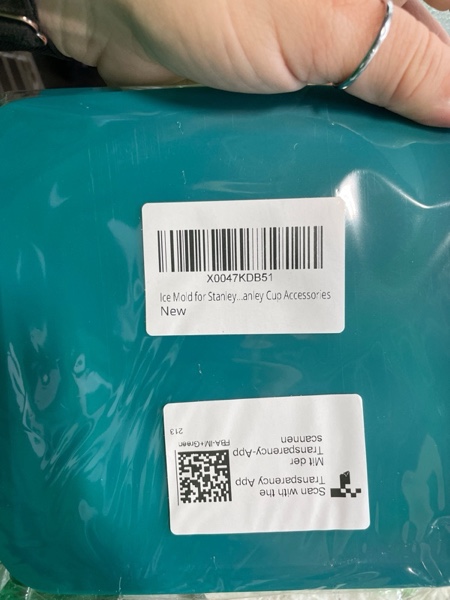 X0047KDB51
Ice Mold for Stanley...anley Cup Accessories
New
Scan with the
Transparency App
Mit der
Transparency-App
scannen
FBA-IM+Green
213